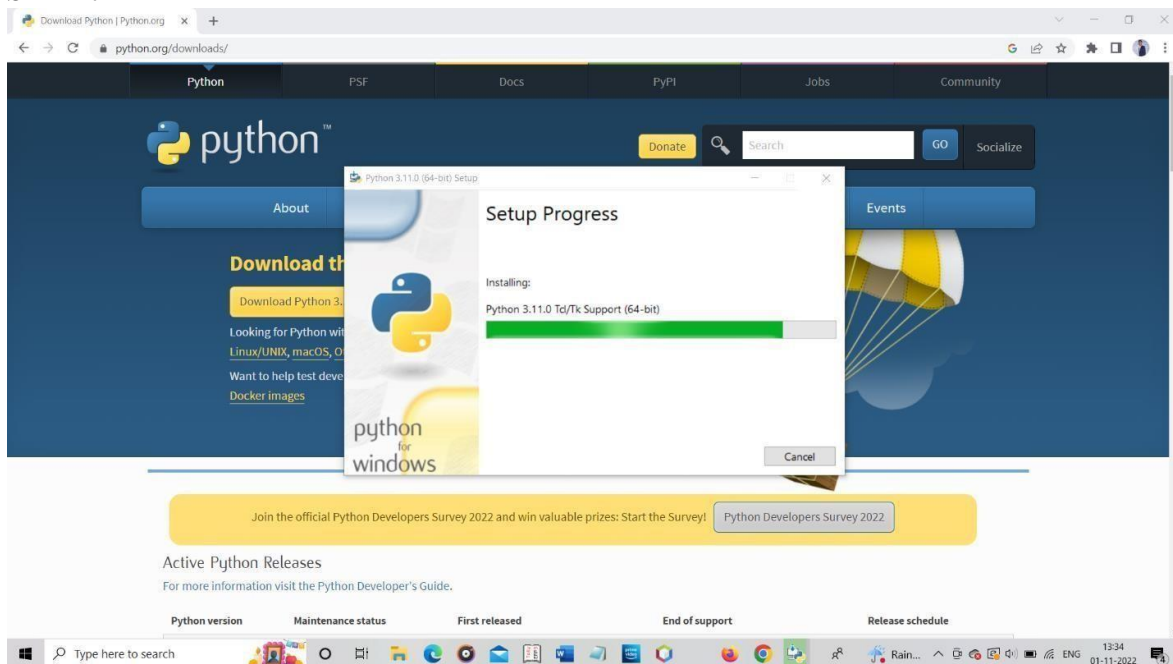 Download Python | Python.org
python.org/downloads/
Python PSF Docs PyPI Jobs Community
python™
Donate Search GO Socialize
Python 3.11.0 (64-bit) Setup
About Events
Setup Progress
Download th
Installing:
Download Python 3.
Python 3.11.0 Tcl/Tk Support (64-bit)
Looking for Python wit
Linux/UNIX, macOS, O
Want to help test deve
Docker images
python
for
windows
Cancel
Join the official Python Developers Survey 2022 and win valuable prizes: Start the Survey! Python Developers Survey 2022
Active Python Releases
For more information visit the Python Developer's Guide.
Python version Maintenance status First released End of support Release schedule
Type here to search Rain... ENG 13:34
01-11-2022